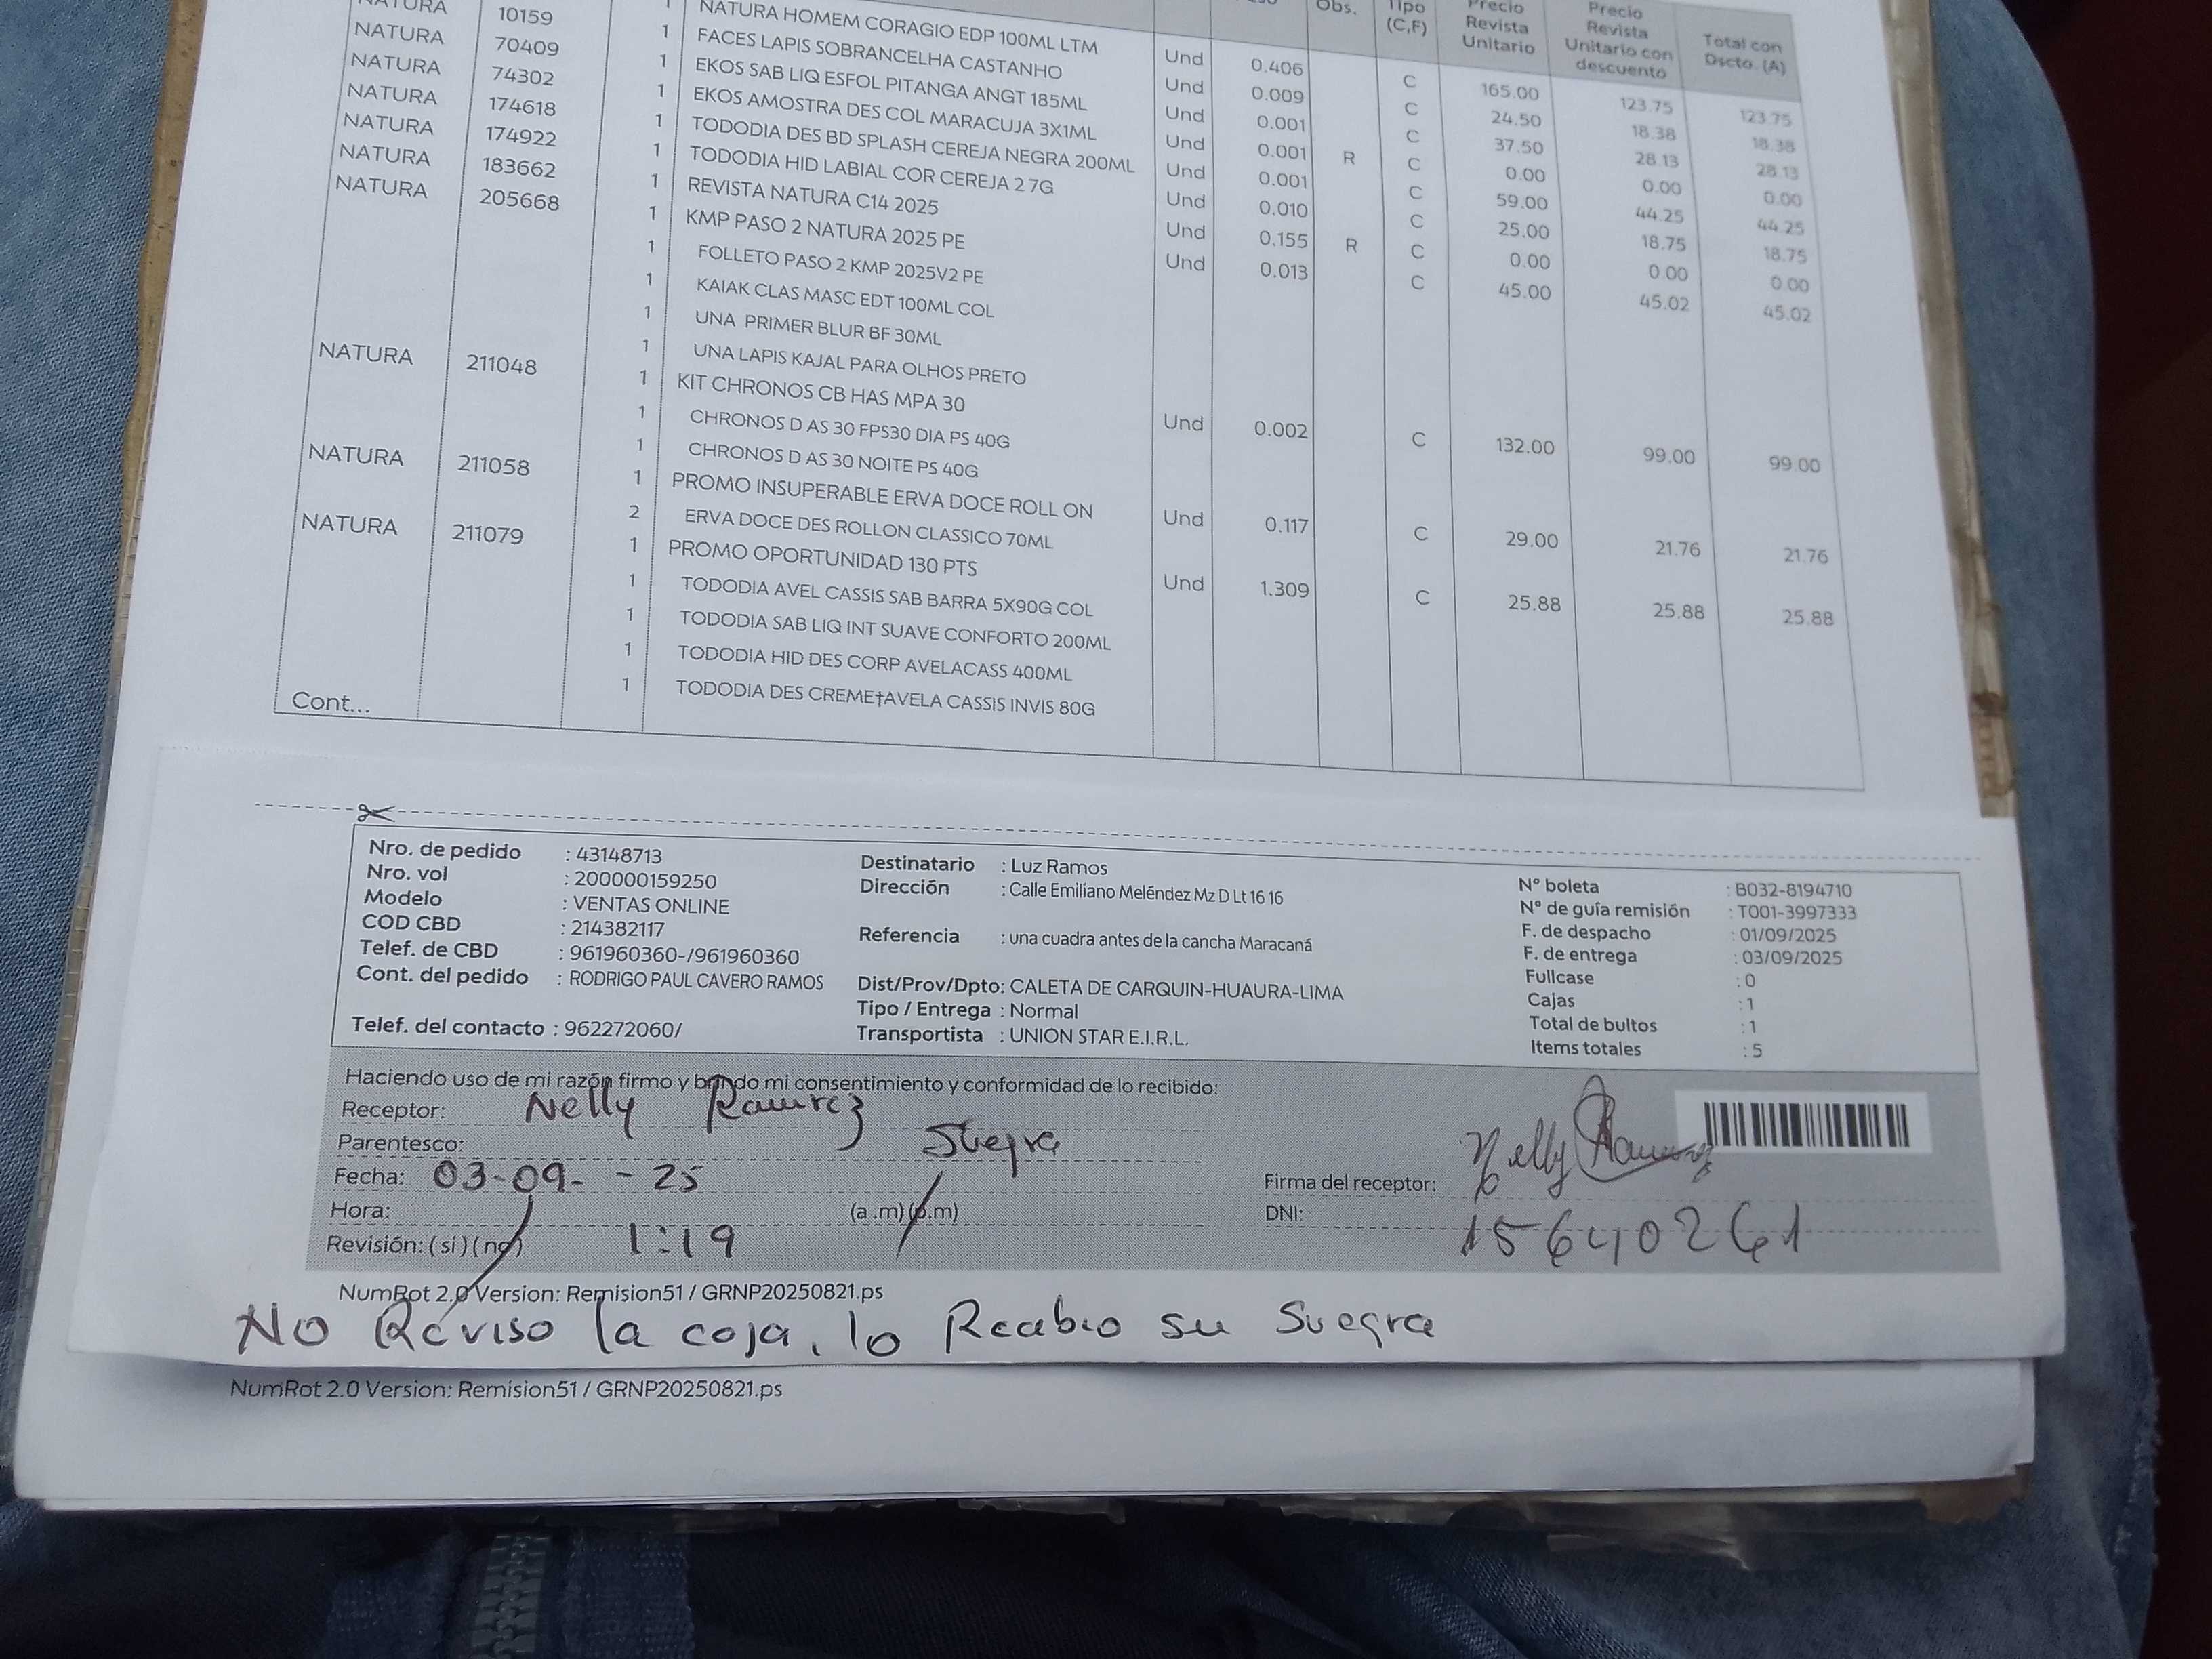 Obs. Tipo (C,F) Precio Revista Unitario Precio Revista Unitario con descuento Total con Dscto. (A)
NATURA 10159 1 NATURA HOMEM CORAGIO EDP 100ML LTM Und 0.406 C 165.00 123.75 123.75
NATURA 70409 1 FACES LAPIS SOBRANCELHA CASTANHO Und 0.009 C 24.50 18.38 18.38
NATURA 74302 1 EKOS SAB LIQ ESFOL PITANGA ANGT 185ML Und 0.001 C 37.50 28.13 28.13
NATURA 174618 1 EKOS AMOSTRA DES COL MARACUJA 3X1ML Und 0.001 R C 0.00 0.00 0.00
NATURA 174922 1 TODODIA DES BD SPLASH CEREJA NEGRA 200ML Und 0.001 C 59.00 44.25 44.25
NATURA 183662 1 TODODIA HID LABIAL COR CEREJA 2 7G Und 0.010 C 25.00 18.75 18.75
NATURA 205668 1 REVISTA NATURA C14 2025 Und 0.155 R C 0.00 0.00 0.00
1 KMP PASO 2 NATURA 2025 PE Und 0.013 C 45.00 45.02 45.02
1 FOLLETO PASO 2 KMP 2025V2 PE
1 KAIAK CLAS MASC EDT 100ML COL
1 UNA PRIMER BLUR BF 30ML
1 UNA LAPIS KAJAL PARA OLHOS PRETO
NATURA 211048 1 KIT CHRONOS CB HAS MPA 30 Und 0.002 C 132.00 99.00 99.00
1 CHRONOS D AS 30 FPS30 DIA PS 40G
1 CHRONOS D AS 30 NOITE PS 40G
NATURA 211058 1 PROMO INSUPERABLE ERVA DOCE ROLL ON Und 0.117 C 29.00 21.76 21.76
2 ERVA DOCE DES ROLLON CLASSICO 70ML
NATURA 211079 1 PROMO OPORTUNIDAD 130 PTS Und 1.309 C 25.88 25.88 25.88
1 TODODIA AVEL CASSIS SAB BARRA 5X90G COL
1 TODODIA SAB LIQ INT SUAVE CONFORTO 200ML
1 TODODIA HID DES CORP AVELACASS 400ML
1 TODODIA DES CREME†AVELA CASSIS INVIS 80G
Cont...
Nro. de pedido : 43148713
Nro. vol : 200000159250
Modelo : VENTAS ONLINE
COD CBD : 214382117
Telef. de CBD : 961960360-/961960360
Cont. del pedido : RODRIGO PAUL CAVERO RAMOS
Telef. del contacto : 962272060/
Destinatario : Luz Ramos
Dirección : Calle Emiliano Meléndez Mz D Lt 16 16
Referencia : una cuadra antes de la cancha Maracaná
Dist/Prov/Dpto: CALETA DE CARQUIN-HUAURA-LIMA
Tipo / Entrega : Normal
Transportista : UNION STAR E.I.R.L.
N° boleta : B032-8194710
N° de guía remisión : T001-3997333
F. de despacho : 01/09/2025
F. de entrega : 03/09/2025
Fullcase : 0
Cajas : 1
Total de bultos : 1
Items totales : 5
Haciendo uso de mi razón firmo y brindo mi consentimiento y conformidad de lo recibido:
Receptor: Nelly Ramirez
Parentesco: Suegra
Fecha: 03-09- -25
Firma del receptor: Nelly Ramirez
Hora: 1:19 (a .m) (p.m)
DNI: 15640261
Revisión: ( sí ) ( no )
NumRot 2.0 Version: Remision51 / GRNP20250821.ps
No Reviso la caja. lo Recibio su Suegra
NumRot 2.0 Version: Remision51 / GRNP20250821.ps